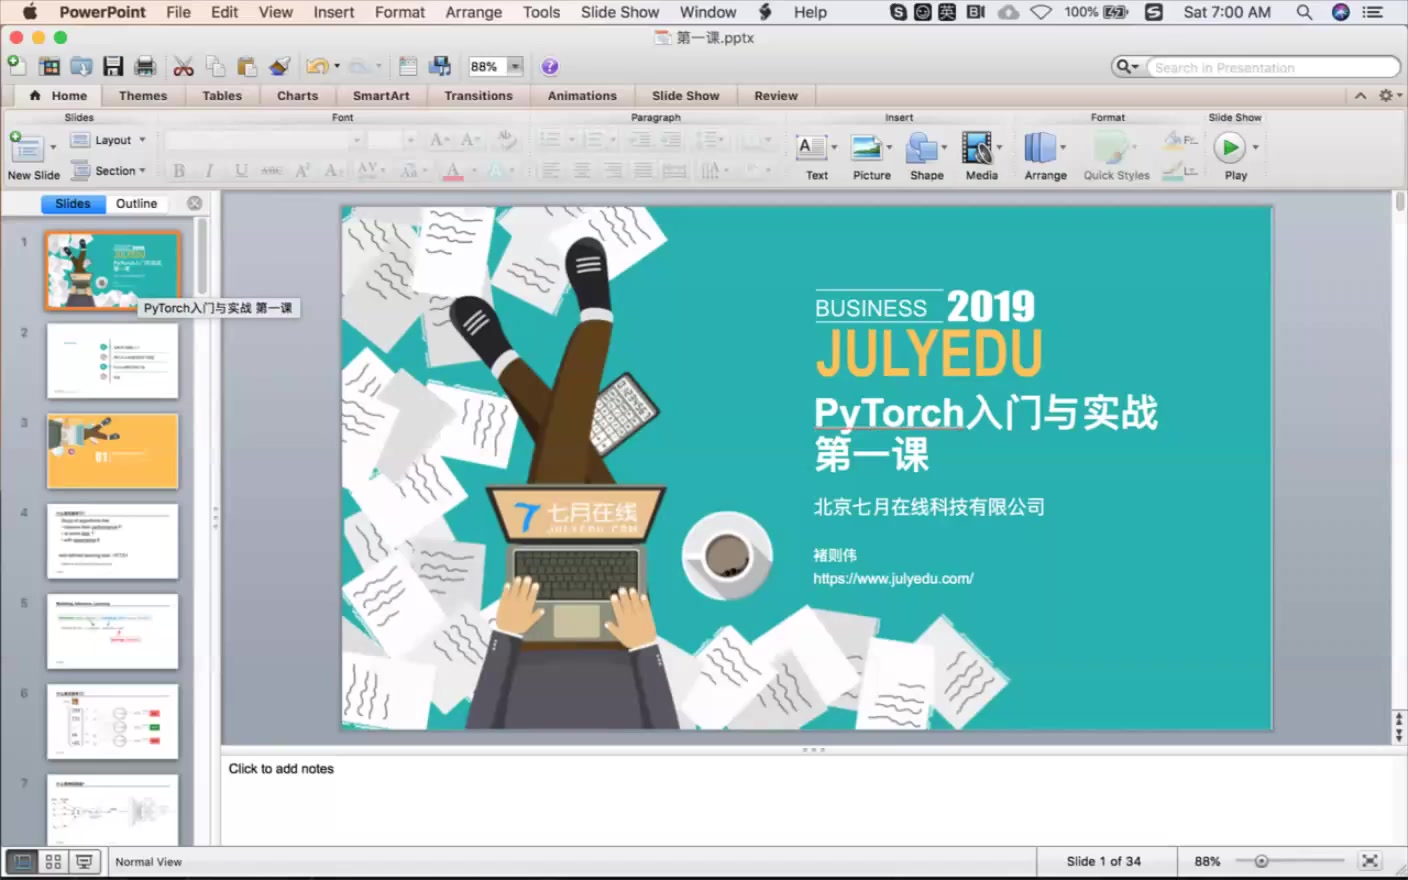 PowerPoint File Edit View Insert Format Arrange Tools Slide Show Window Help 英 100% Sat 7:00 AM
第一课.pptx
88% Search in Presentation
Home Themes Tables Charts SmartArt Transitions Animations Slide Show Review
Slides Font Paragraph Insert Format Slide Show
Layout
New Slide Section Text Picture Shape Media Arrange Quick Styles Play
Slides Outline
1
PyTorch入门与实战 第一课
2
3
4
5
6
7
BUSINESS 2019
JULYEDU
PyTorch入门与实战
第一课
北京七月在线科技有限公司
褚则伟
https://www.julyedu.com/
七月在线
JULYEDU.COM
Click to add notes
Normal View Slide 1 of 34 88%